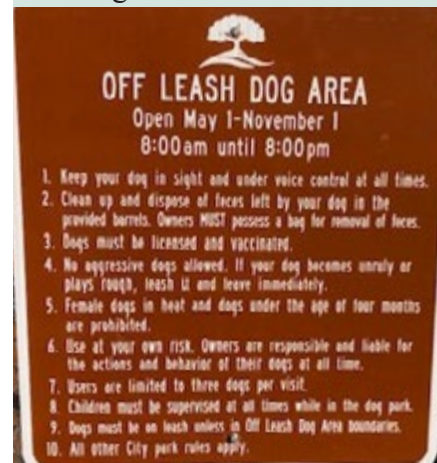 OFF LEASH DOG AREA
Open May 1-November 1
8:00am until 8:00pm
1. Keep your dog in sight and under voice control at all times.
2. Clean up and dispose of feces left by your dog in the
provided barrels. Owners MUST possess a bag for removal of feces.
3. Dogs must be licensed and vaccinated.
4. No aggressive dogs allowed. If your dog becomes unruly or
plays rough, leash it and leave immediately.
5. Female dogs in heat and dogs under the age of four months
are prohibited.
6. Use at your own risk. Owners are responsible and liable for
the actions and behavior of their dogs at all time.
7. Users are limited to three dogs per visit.
8. Children must be supervised at all times while in the dog park.
9. Dogs must be on leash unless in Off Leash Dog Area boundaries.
10. All other City park rules apply.